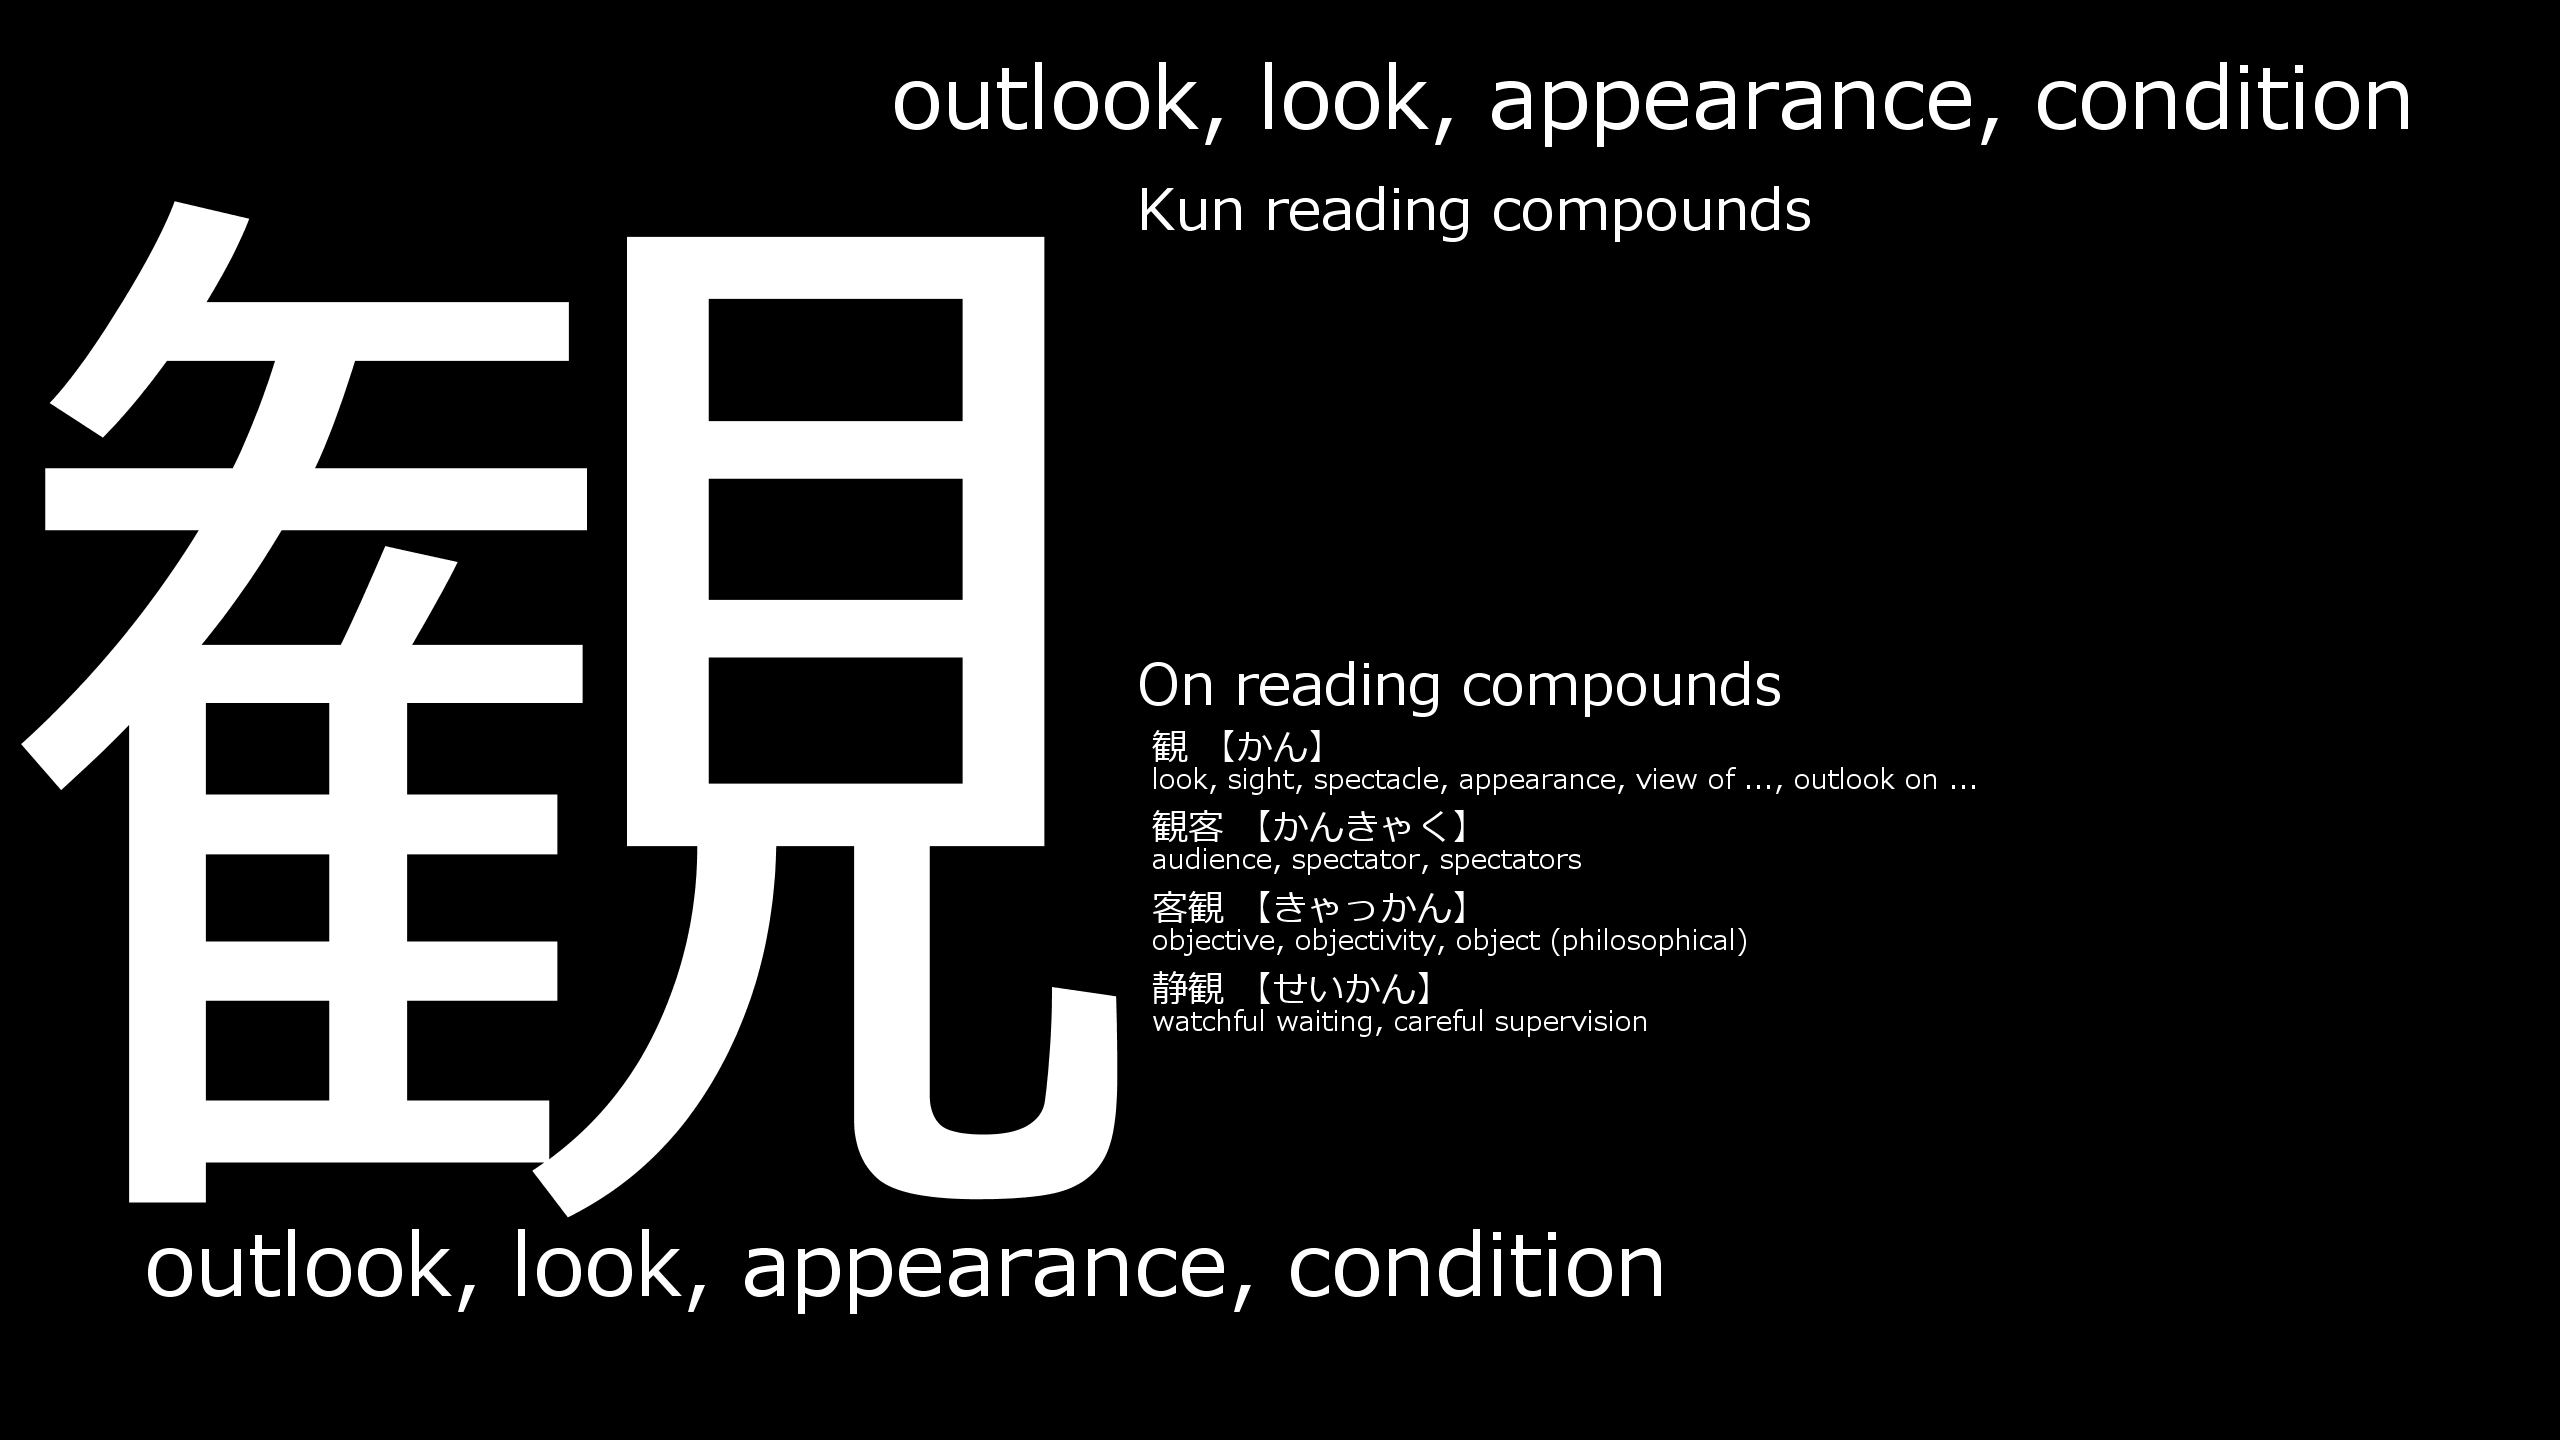 outlook, look, appearance, condition
観
Kun reading compounds
On reading compounds
観 【かん】
look, sight, spectacle, appearance, view of ..., outlook on ...
観客 【かんきゃく】
audience, spectator, spectators
客観 【きゃっかん】
objective, objectivity, object (philosophical)
静観 【せいかん】
watchful waiting, careful supervision
outlook, look, appearance, condition